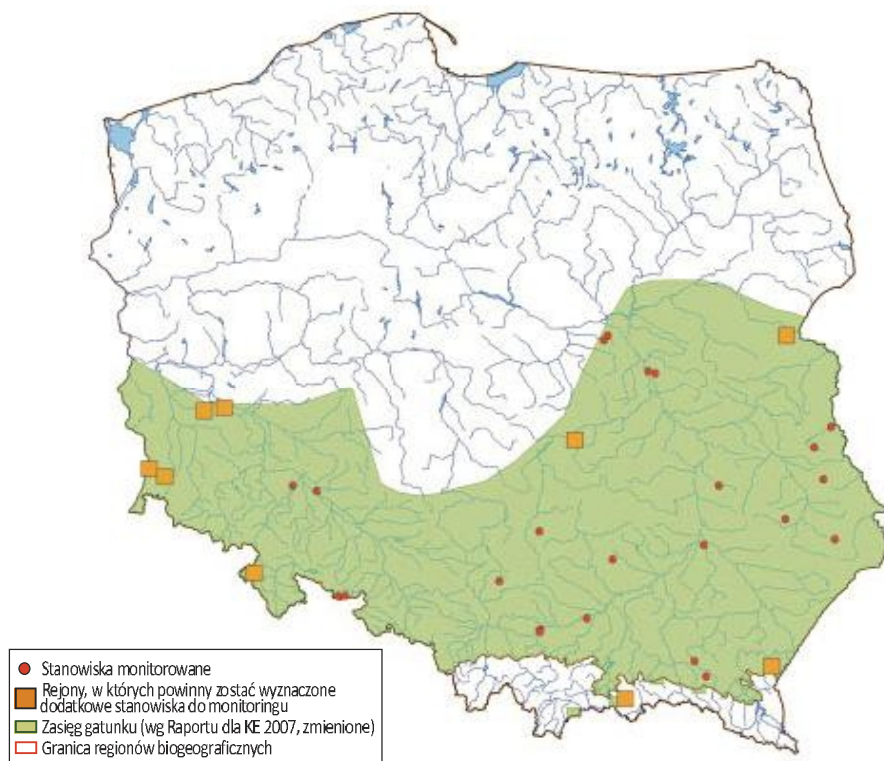 Stanowiska monitorowane
Rejony, w których powinny zostać wyznaczone
dodatkowe stanowiska do monitoringu
Zasięg gatunku (wg Raportu dla KE 2007, zmienione)
Granica regionów biogeograficznych